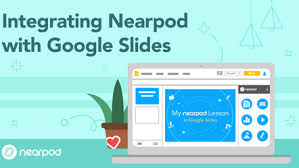 Integrating Nearpod
with Google Slides
My nearpod Lesson
in Google Slides
nearpod